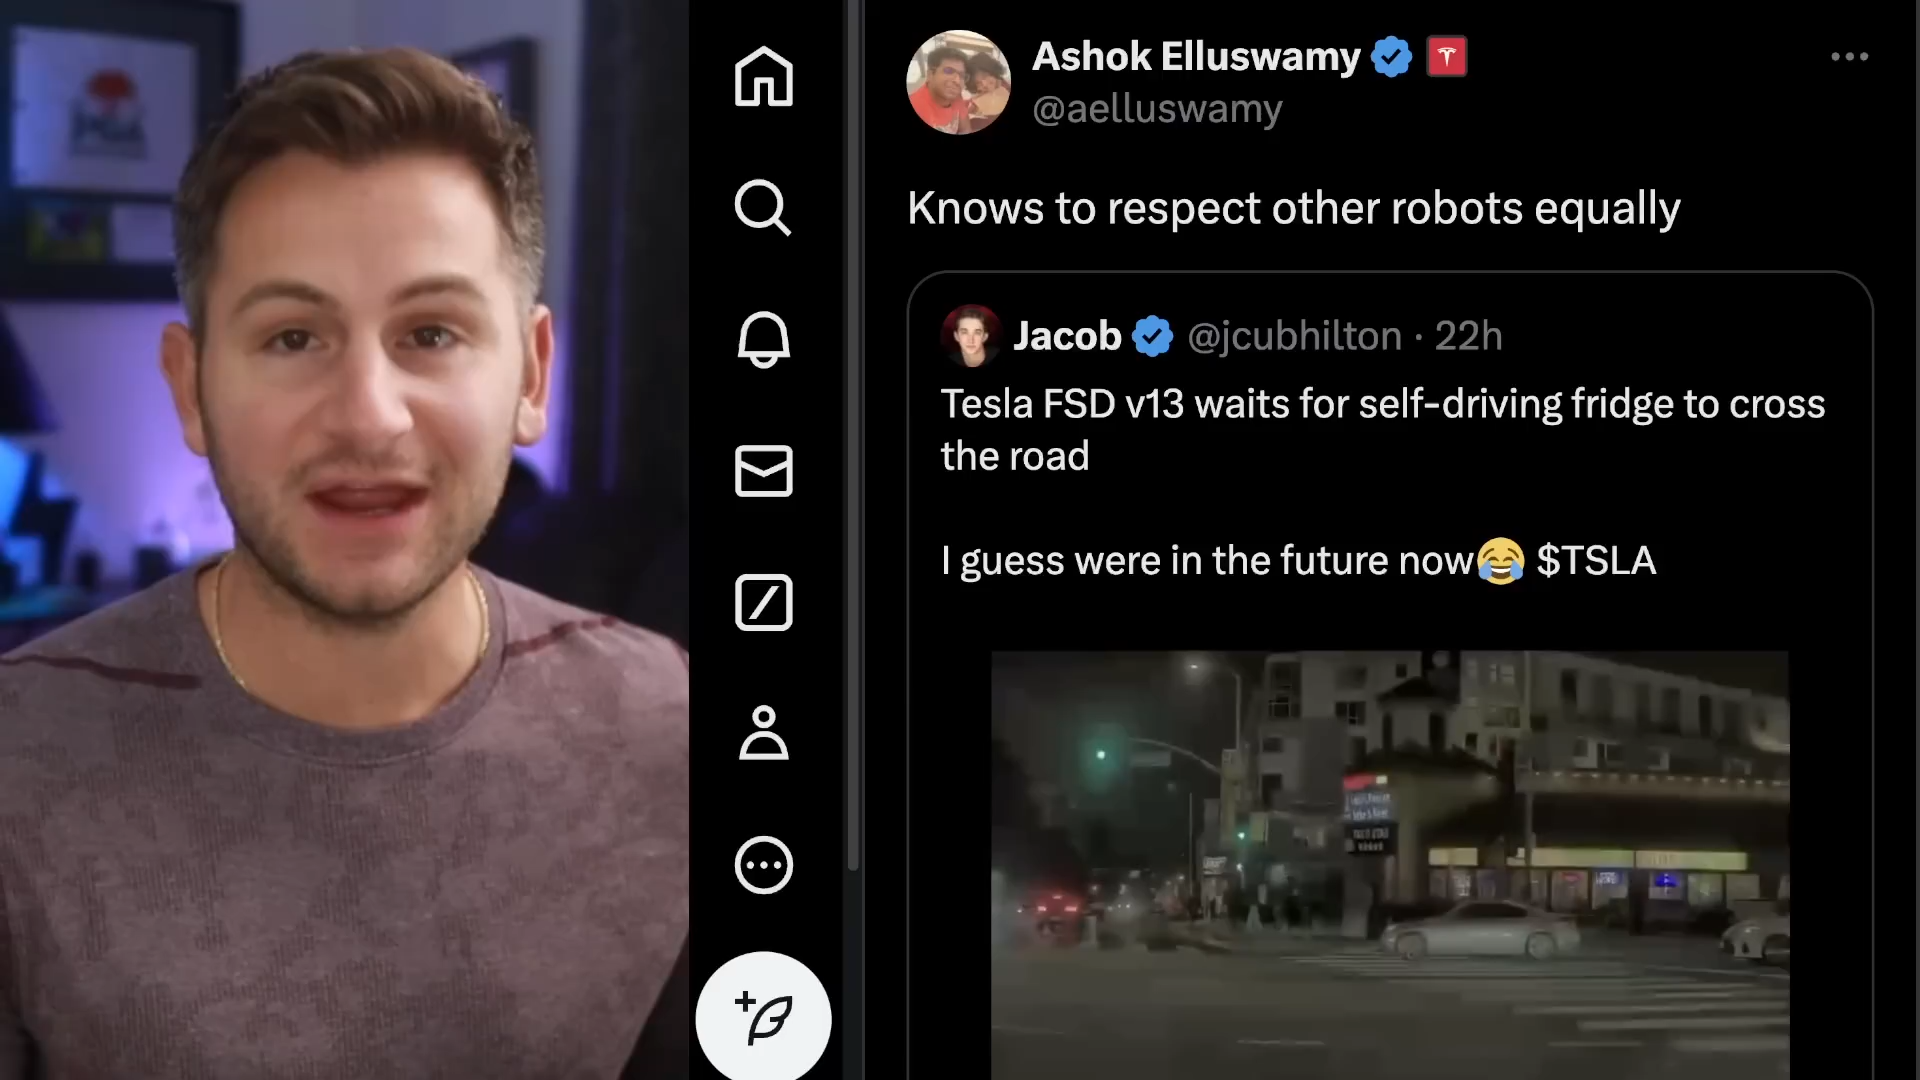 Ashok Elluswamy
@aelluswamy
Knows to respect other robots equally
Jacob @jcubhilton · 22h
Tesla FSD v13 waits for self-driving fridge to cross
the road
I guess were in the future now😂 $TSLA